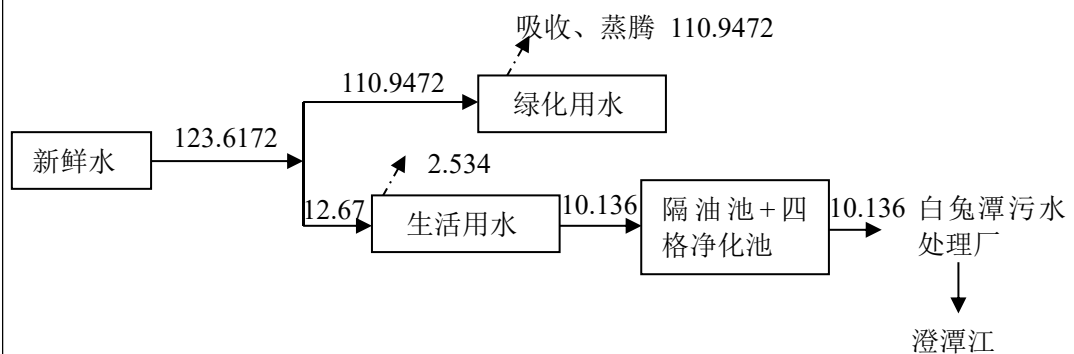 吸收、蒸腾 110.9472
110.9472
绿化用水
新鲜水
123.6172
2.534
12.67
生活用水
10.136
隔油池+四
格净化池
10.136
白兔潭污水
处理厂
澄潭江